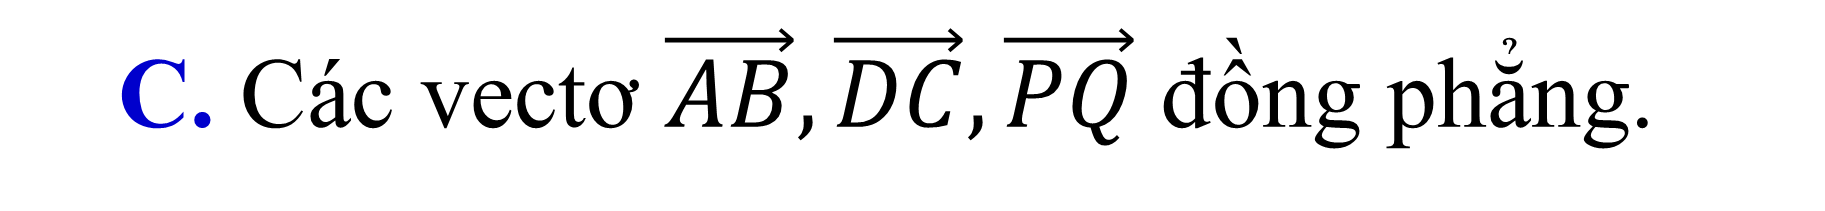 C. Các vectơ $\overrightarrow{AB}, \overrightarrow{DC}, \overrightarrow{PQ}$ đồng phẳng.